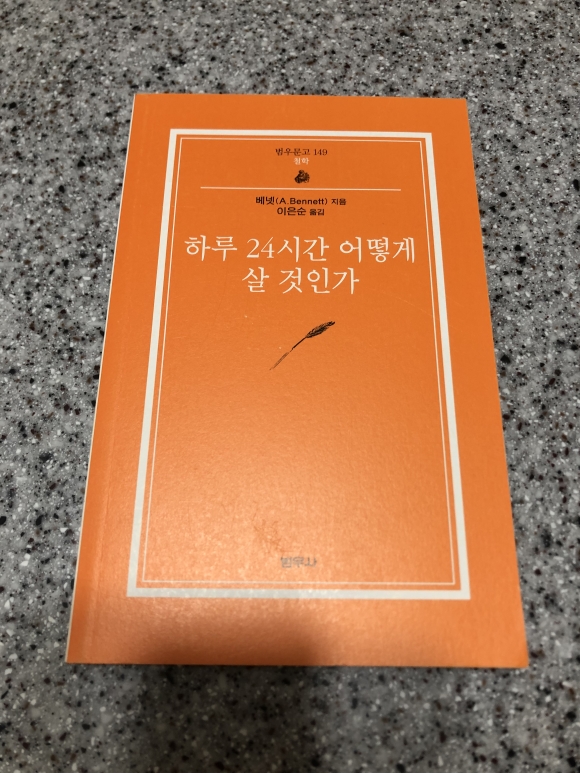 범우문고 149
철학
베넷(A.Bennett) 지음
이은순 옮김
하루 24시간 어떻게
살 것인가
범우사